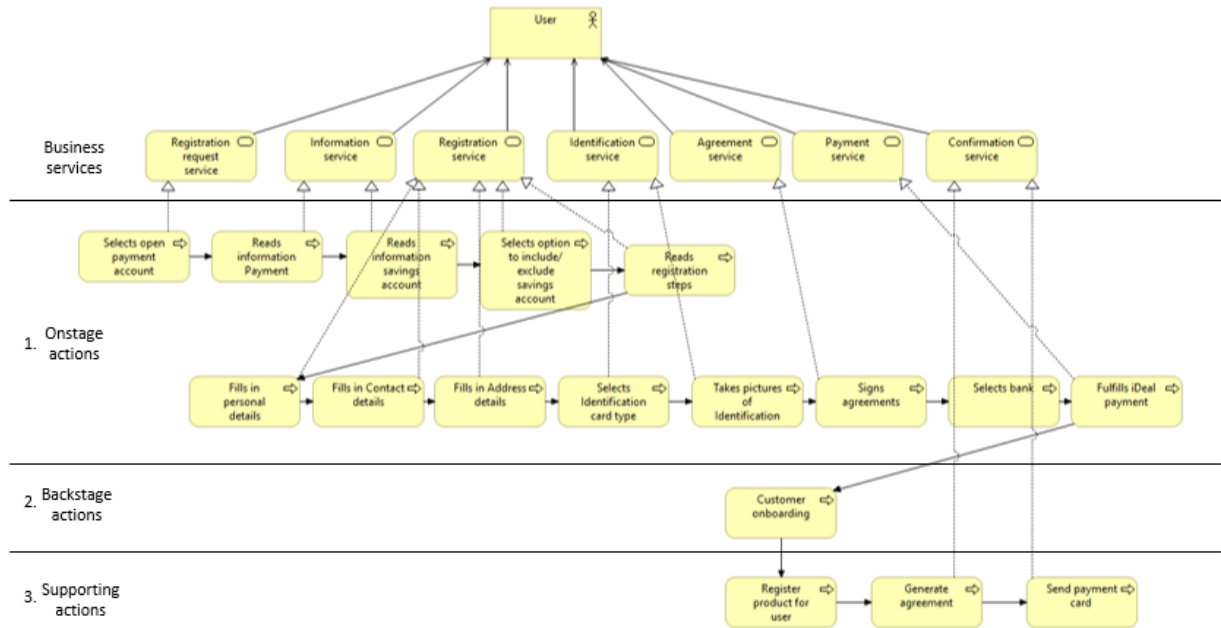 User
Business
services
Registration
request
service
Information
service
Registration
service
Identification
service
Agreement
service
Payment
service
Confirmation
service
1. Onstage
actions
Selects open
payment
account
Reads
information
Payment
Reads
information
savings
account
Selects option
to include/
exclude
savings
account
Reads
registration
steps
Fills in
personal
details
Fills in Contact
details
Fills in Address
details
Selects
Identification
card type
Takes pictures
of
Identification
Signs
agreements
Selects bank
Fulfills iDeal
payment
2. Backstage
actions
Customer
onboarding
3. Supporting
actions
Register
product for
user
Generate
agreement
Send payment
card